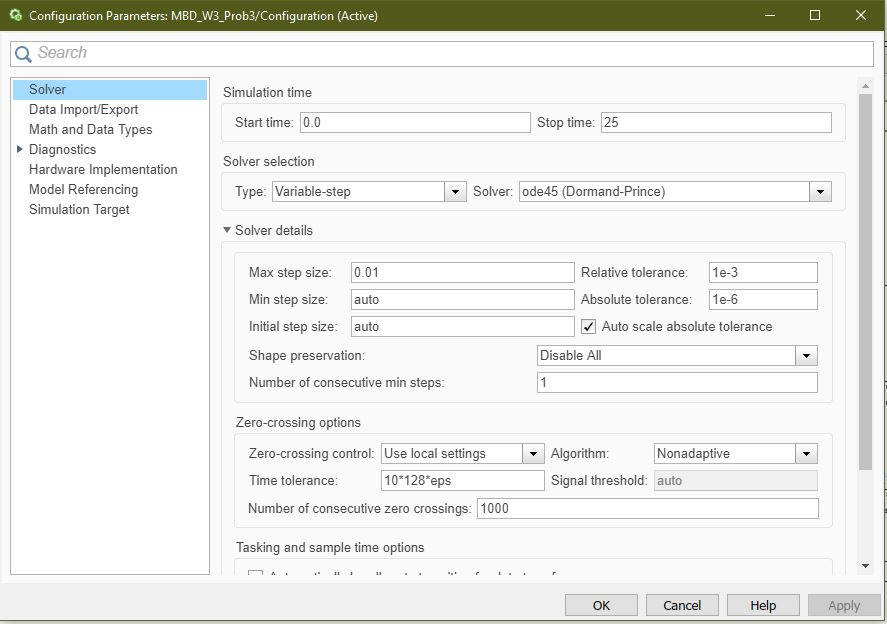 Configuration Parameters: MBD_W3_Prob3/Configuration (Active)
Search
Solver
Data Import/Export
Math and Data Types
Diagnostics
Hardware Implementation
Model Referencing
Simulation Target
Simulation time
Start time: 0.0 Stop time: 25
Solver selection
Type: Variable-step Solver: ode45 (Dormand-Prince)
Solver details
Max step size: 0.01 Relative tolerance: 1e-3
Min step size: auto Absolute tolerance: 1e-6
Initial step size: auto Auto scale absolute tolerance
Shape preservation: Disable All
Number of consecutive min steps: 1
Zero-crossing options
Zero-crossing control: Use local settings Algorithm: Nonadaptive
Time tolerance: 10*128*eps Signal threshold: auto
Number of consecutive zero crossings: 1000
Tasking and sample time options
OK Cancel Help Apply